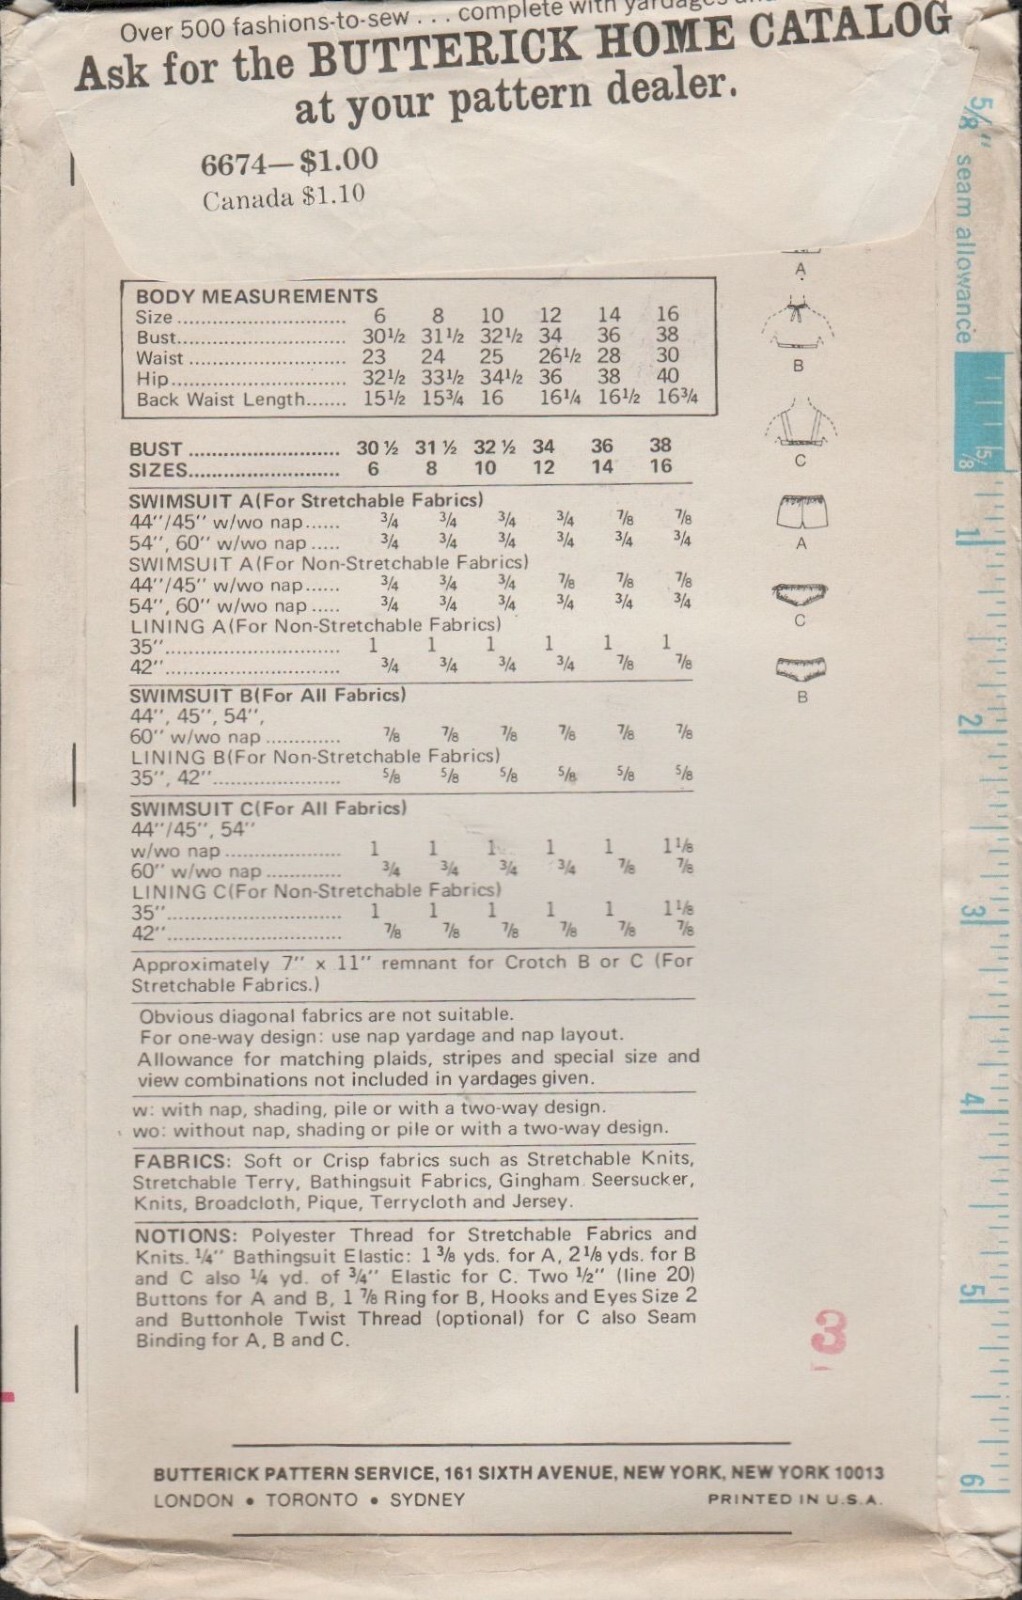 Over 500 fashions-to-sew . . . complete with yardages
Ask for the BUTTERICK HOME CATALOG
at your pattern dealer.
6674—$1.00
Canada $1.10
5/8" seam allowance
A
B
C
A
C
B
BODY MEASUREMENTS
Size .............................. 6 8 10 12 14 16
Bust.............................. 30½ 31½ 32½ 34 36 38
Waist ............................ 23 24 25 26½ 28 30
Hip............................... 32½ 33½ 34½ 36 38 40
Back Waist Length....... 15½ 15¾ 16 16¼ 16½ 16¾
BUST .......................... 30 ½ 31 ½ 32 ½ 34 36 38
SIZES.......................... 6 8 10 12 14 16
SWIMSUIT A(For Stretchable Fabrics)
44"/45" w/wo nap...... ¾ ¾ ¾ ¾ ⅞ ⅞
54", 60" w/wo nap ..... ¾ ¾ ¾ ¾ ¾ ¾
SWIMSUIT A(For Non-Stretchable Fabrics)
44"/45" w/wo nap...... ¾ ¾ ¾ ⅞ ⅞ ⅞
54", 60" w/wo nap ..... ¾ ¾ ¾ ¾ ¾ ¾
LINING A(For Non-Stretchable Fabrics)
35".............................. 1 1 1 1 1 1
42".............................. ¾ ¾ ¾ ¾ ⅞ ⅞
SWIMSUIT B(For All Fabrics)
44", 45", 54",
60" w/wo nap ............. ⅞ ⅞ ⅞ ⅞ ⅞ ⅞
LINING B(For Non-Stretchable Fabrics)
35", 42"...................... ⅝ ⅝ ⅝ ⅝ ⅝ ⅝
SWIMSUIT C(For All Fabrics)
44"/45", 54"
w/wo nap .................... 1 1 1 1 1 1⅛
60" w/wo nap ............. ¾ ¾ ¾ ¾ ⅞ ⅞
LINING C(For Non-Stretchable Fabrics)
35".............................. 1 1 1 1 1 1⅛
42".............................. ⅞ ⅞ ⅞ ⅞ ⅞ ⅞
Approximately 7" x 11" remnant for Crotch B or C (For
Stretchable Fabrics.)
Obvious diagonal fabrics are not suitable.
For one-way design: use nap yardage and nap layout.
Allowance for matching plaids, stripes and special size and
view combinations not included in yardages given.
w: with nap, shading, pile or with a two-way design.
wo: without nap, shading or pile or with a two-way design.
FABRICS: Soft or Crisp fabrics such as Stretchable Knits,
Stretchable Terry, Bathingsuit Fabrics, Gingham Seersucker,
Knits, Broadcloth, Pique, Terrycloth and Jersey.
NOTIONS: Polyester Thread for Stretchable Fabrics and
Knits. ¼" Bathingsuit Elastic: 1 ⅜ yds. for A, 2⅛ yds. for B
and C also ¼ yd. of ¾" Elastic for C. Two ½" (line 20)
Buttons for A and B, 1 ⅞ Ring for B, Hooks and Eyes Size 2
and Buttonhole Twist Thread (optional) for C also Seam
Binding for A, B and C.
3
5/8
1
2
3
4
5
6
BUTTERICK PATTERN SERVICE, 161 SIXTH AVENUE, NEW YORK, NEW YORK 10013
LONDON • TORONTO • SYDNEY PRINTED IN U.S.A.